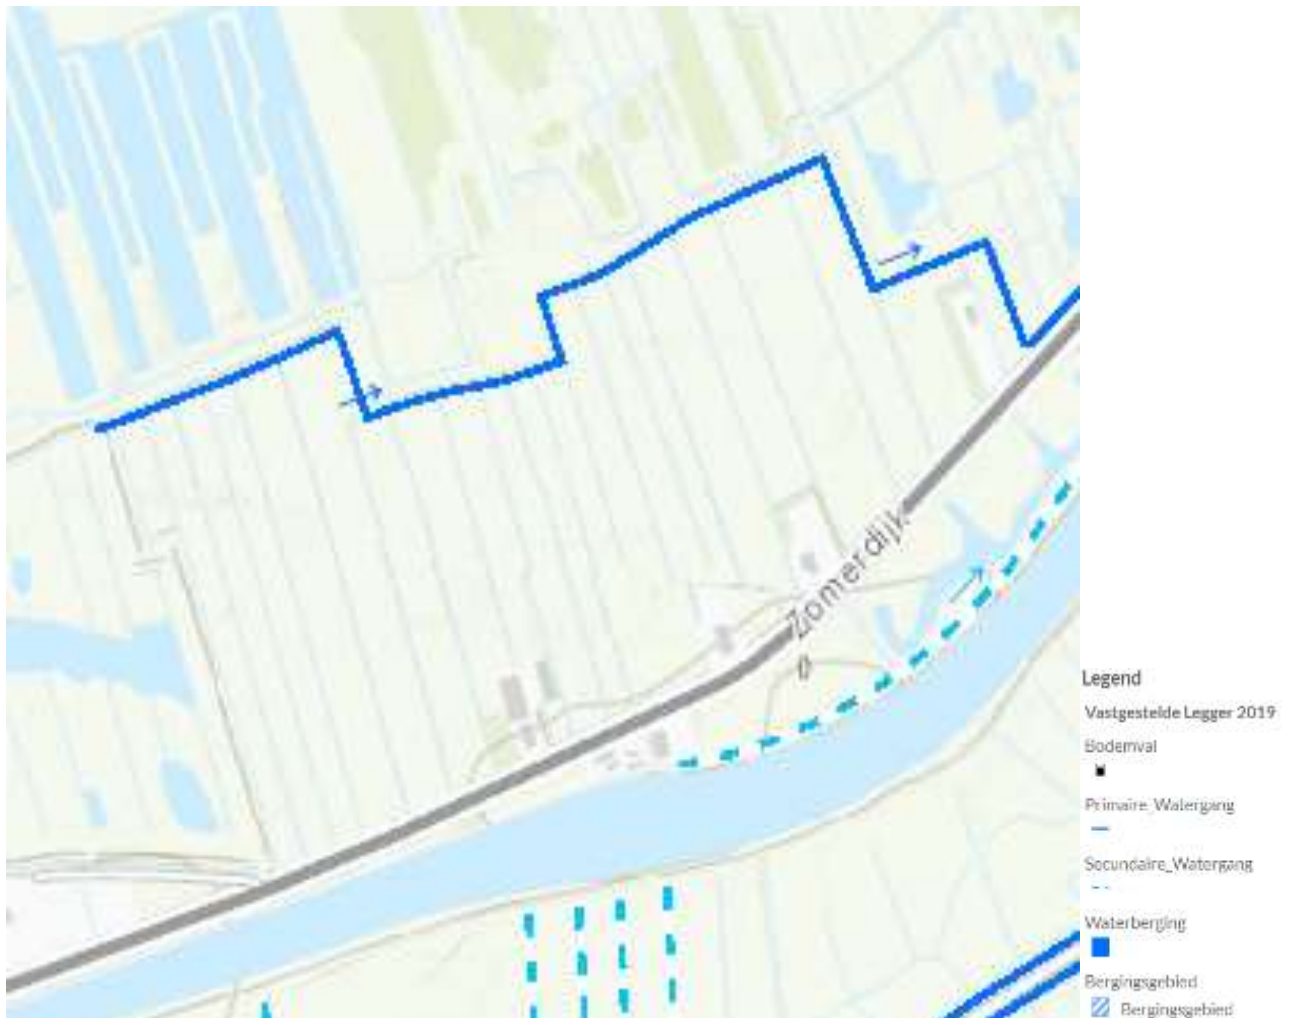 Zomerdijk
Legend
Vastgestelde Legger 2019
Bodemval
Primaire_Watergang
Secundaire_Watergang
Waterberging
Bergingsgebied
Bergingsgebied